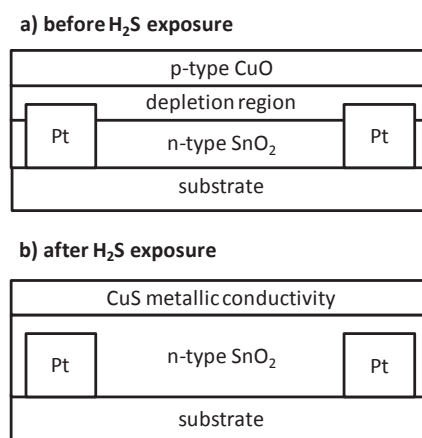 a) before H₂S exposure
p-type CuO
depletion region
Pt n-type SnO₂ Pt
substrate
b) after H₂S exposure
CuS metallic conductivity
Pt n-type SnO₂ Pt
substrate